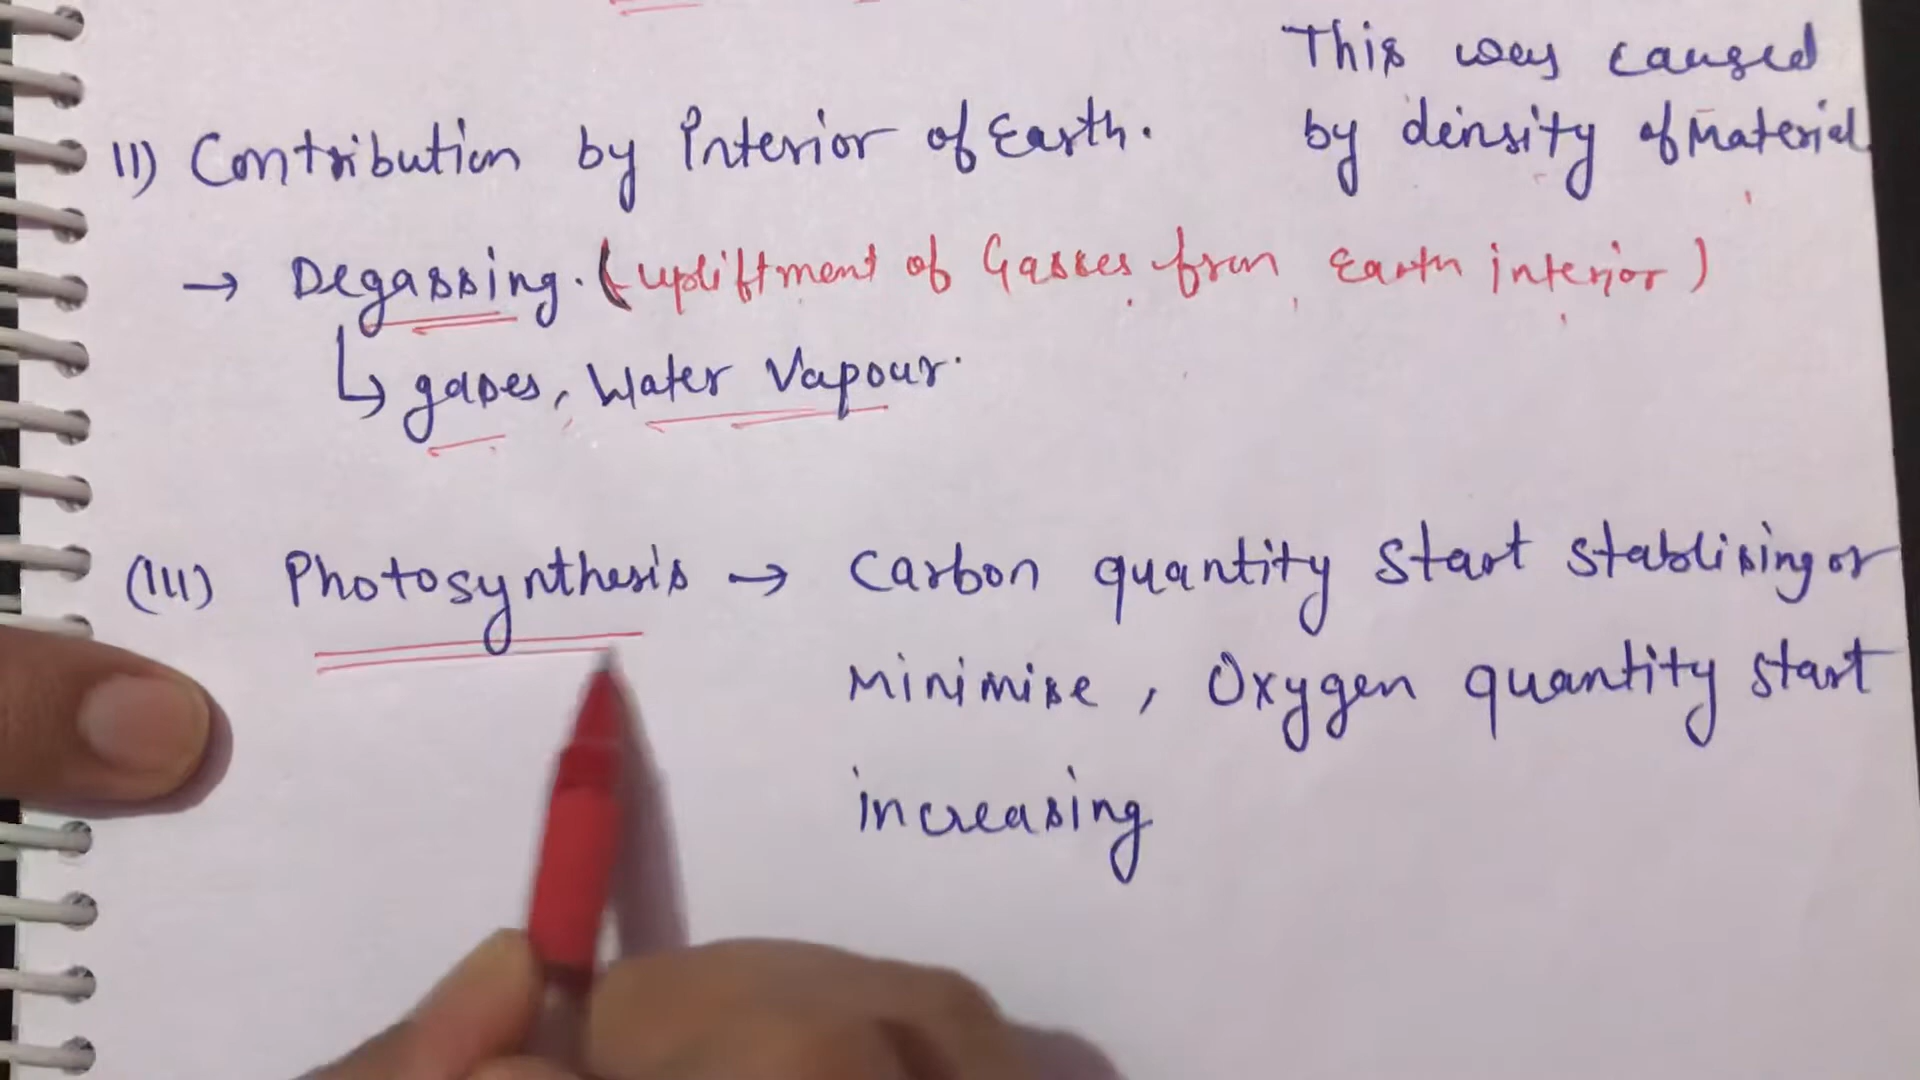 This was caused
by density of Material
11) Contribution by Interior of Earth.
→ Degassing. (upliftment of Gasses from Earth interior)
↳ gases, Water Vapour.
(III) Photosynthesis → Carbon quantity start stablising or
Minimise, Oxygen quantity start
increasing